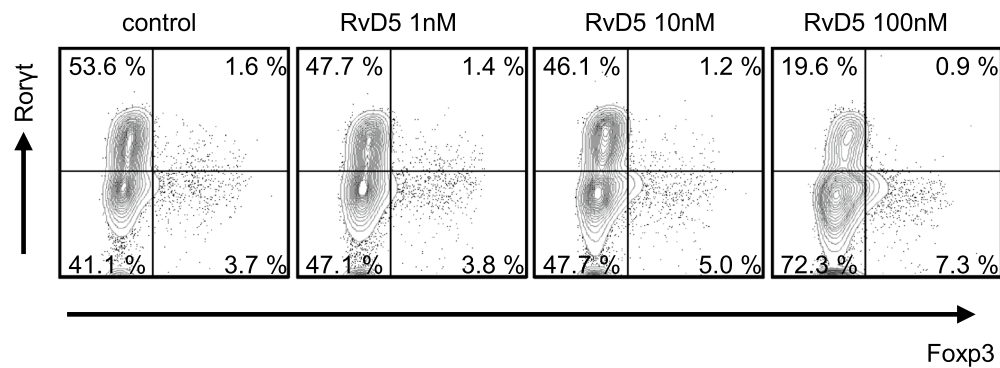 control RvD5 1nM RvD5 10nM RvD5 100nM
Rorγt
53.6 % 1.6 % 47.7 % 1.4 % 46.1 % 1.2 % 19.6 % 0.9 %
41.1 % 3.7 % 47.1 % 3.8 % 47.7 % 5.0 % 72.3 % 7.3 %
Foxp3